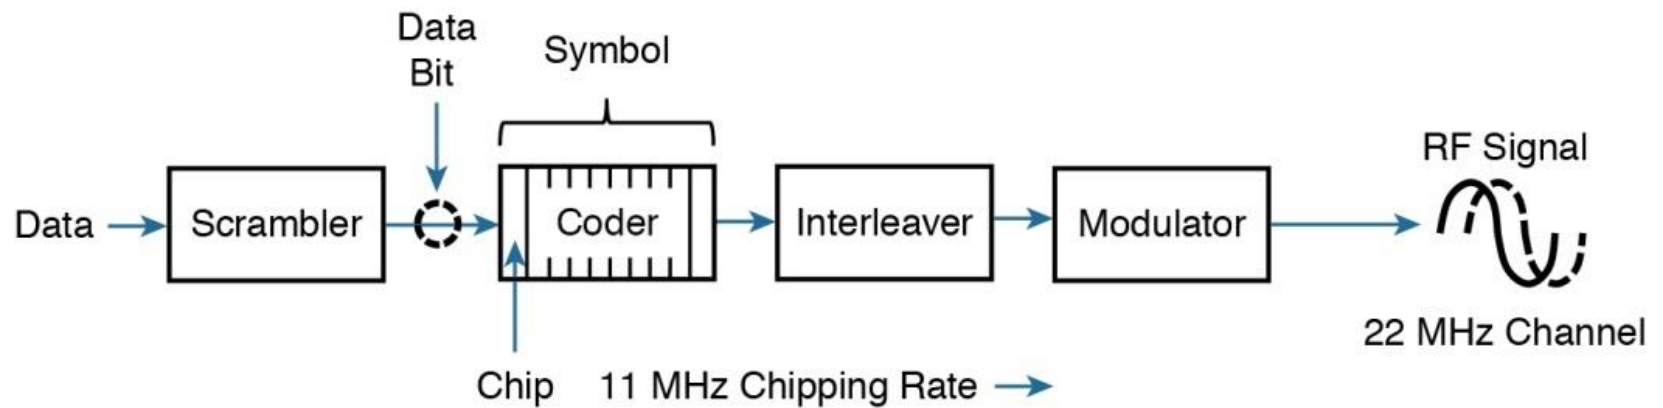 Data
Bit
Symbol
RF Signal
Data
Scrambler
Coder
Interleaver
Modulator
22 MHz Channel
Chip
11 MHz Chipping Rate